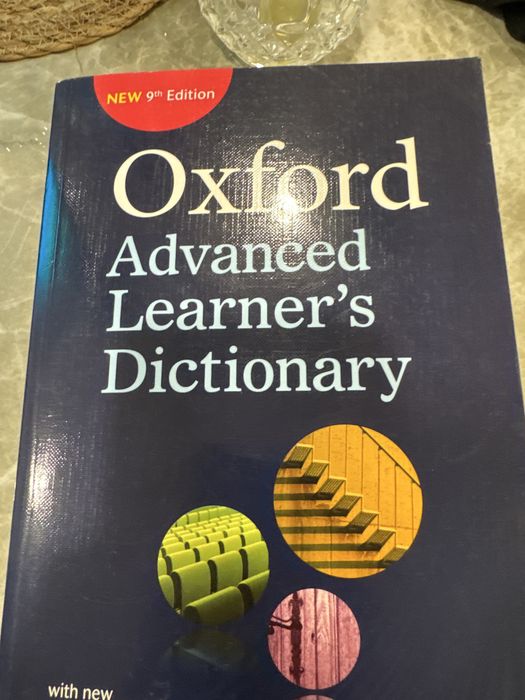 NEW 9th Edition
Oxford
Advanced
Learner's
Dictionary
with new